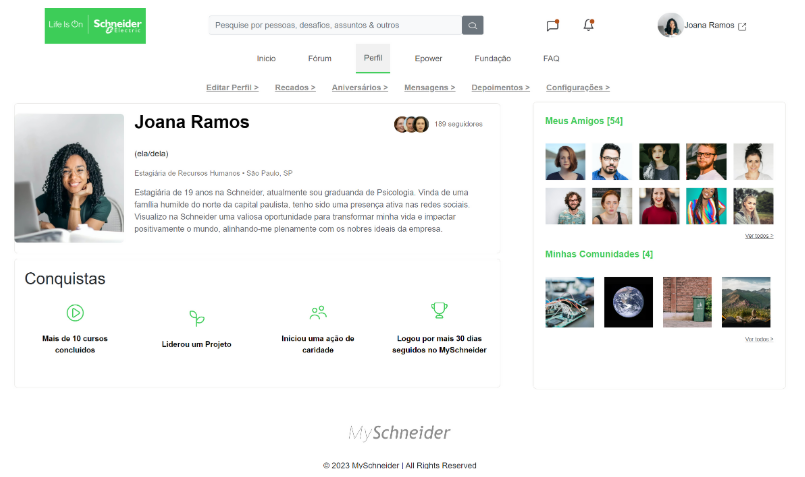 Life Is On | Schneider Electric
Pesquise por pessoas, desafios, assuntos & outros
Joana Ramos
Inicio Fórum Perfil Epower Fundação FAQ
Editar Perfil > Recados > Aniversários > Mensagens > Depoimentos > Configurações >
Joana Ramos
189 seguidores
(ela/dela)
Estagiária de Recursos Humanos • São Paulo, SP
Estagiária de 19 anos na Schneider, atualmente sou graduanda de Psicologia. Vinda de uma
família humilde do norte da capital paulista, tenho sido uma presença ativa nas redes sociais.
Visualizo na Schneider uma valiosa oportunidade para transformar minha vida e impactar
positivamente o mundo, alinhando-me plenamente com os nobres ideais da empresa.
Conquistas
Mais de 10 cursos
concluídos
Liderou um Projeto
Iniciou uma ação de
caridade
Logou por mais 30 dias
seguidos no MySchneider
Meus Amigos [54]
Ver todos >
Minhas Comunidades [4]
Ver todos >
MySchneider
© 2023 MySchneider | All Rights Reserved